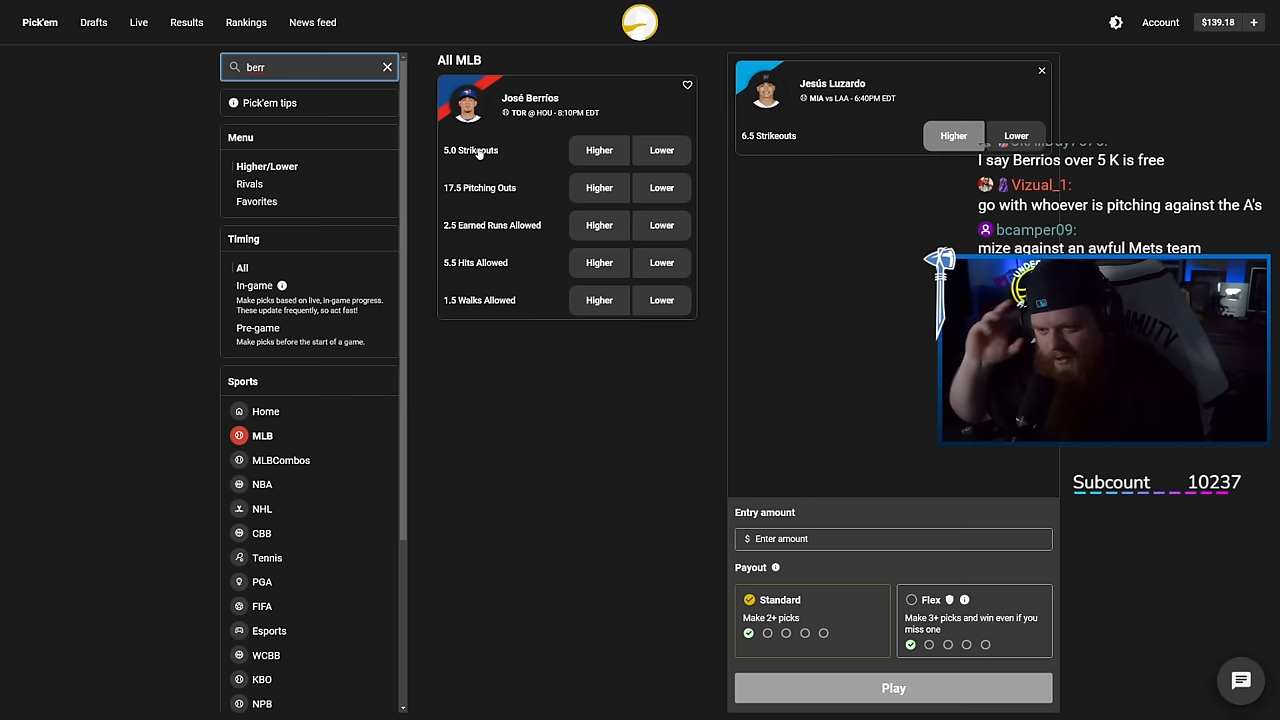 Pick'em Drafts Live Results Rankings News feed Account $139.18 +
berr
Pick'em tips
Menu
Higher/Lower
Rivals
Favorites
Timing
All
In-game
Make picks based on live, in-game progress.
These update frequently, so act fast!
Pre-game
Make picks before the start of a game.
Sports
Home
MLB
MLBCombos
NBA
NHL
CBB
Tennis
PGA
FIFA
Esports
WCBB
KBO
NPB
All MLB
José Berríos
TOR @ HOU - 8:10PM EDT
5.0 Strikeouts Higher Lower
17.5 Pitching Outs Higher Lower
2.5 Earned Runs Allowed Higher Lower
5.5 Hits Allowed Higher Lower
1.5 Walks Allowed Higher Lower
Jesús Luzardo
MIA vs LAA - 6:40PM EDT
6.5 Strikeouts Higher Lower
I say Berrios over 5 K is free
Vizual_1:
go with whoever is pitching against the A's
bcamper09:
mize against an awful Mets team
Subcount 10237
Entry amount
$ Enter amount
Payout
Standard
Make 2+ picks
Flex
Make 3+ picks and win even if you
miss one
Play